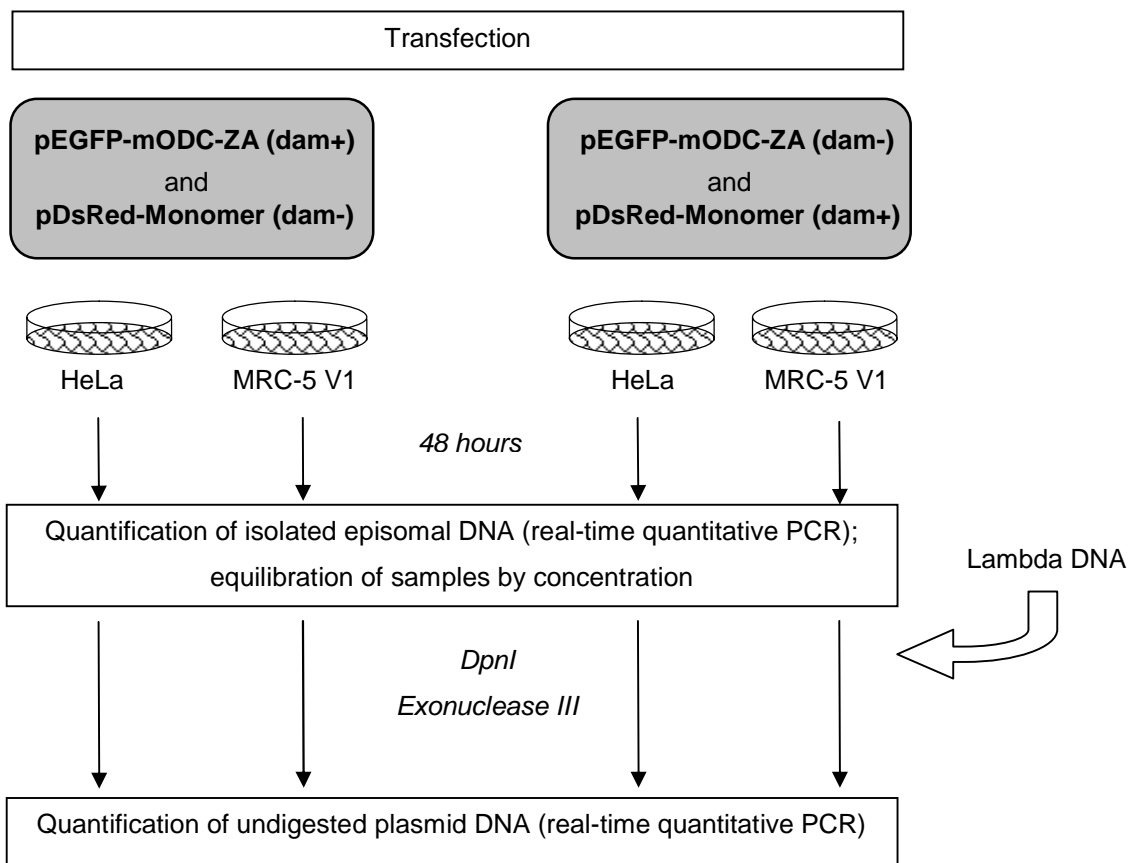 Transfection
pEGFP-mODC-ZA (dam+)
and
pDsRed-Monomer (dam-)
pEGFP-mODC-ZA (dam-)
and
pDsRed-Monomer (dam+)
HeLa
MRC-5 V1
HeLa
MRC-5 V1
48 hours
Quantification of isolated episomal DNA (real-time quantitative PCR);
equilibration of samples by concentration
Lambda DNA
DpnI
Exonuclease III
Quantification of undigested plasmid DNA (real-time quantitative PCR)